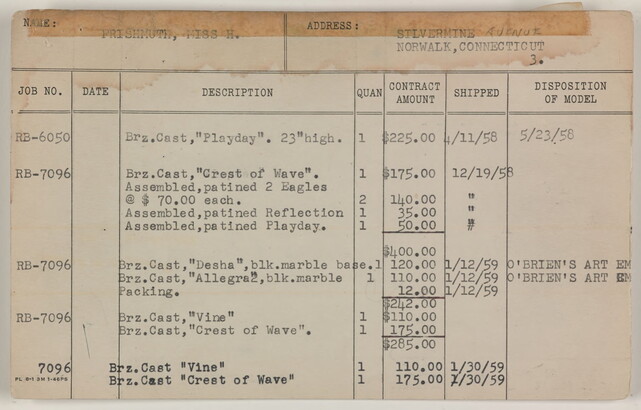 NAME: FRISHMUTH, MISS H. ADDRESS: SILVERMINE AVENUE
NORWALK, CONNECTICUT
3.
JOB NO. DATE DESCRIPTION QUAN CONTRACT AMOUNT SHIPPED DISPOSITION OF MODEL
RB-6050 Brz.Cast,"Playday". 23"high. 1 $225.00 4/11/58 5/23/58
RB-7096 Brz.Cast,"Crest of Wave". 1 $175.00 12/19/58
Assembled,patined 2 Eagles
@ $ 70.00 each. 2 140.00 "
Assembled,patined Reflection 1 35.00 "
Assembled,patined Playday. 1 50.00 "
$400.00
RB-7096 Brz.Cast,"Desha",blk.marble base.1 120.00 1/12/59 O'BRIEN'S ART EM
Brz.Cast,"Allegra",blk.marble 1 110.00 1/12/59 O'BRIEN'S ART EM
Packing. 12.00 1/12/59
$242.00
RB-7096 Brz.Cast,"Vine" 1 $110.00
Brz.Cast,"Crest of Wave". 1 175.00
$285.00
7096 Brz.Cast "Vine" 1 110.00 1/30/59
Brz.Cast "Crest of Wave" 1 175.00 1/30/59